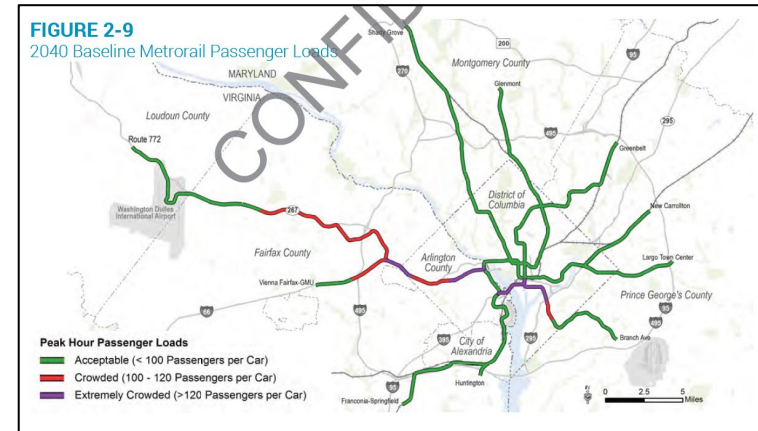 FIGURE 2-9
2040 Baseline Metrorail Passenger Loads
CONFID
Shady Grove
200
95
Montgomery County
270
MARYLAND
VIRGINIA
Glenmont
Loudoun County
495
295
Route 772
Greenbelt
District of
Columbia
New Carrollton
Washington Dulles
International Airport
267
Arlington
County
Largo Town Center
Fairfax County
Vienna Fairfax-GMU
Prince George's County
495
66
95
495
395
City of
Alexandria
295
Branch Ave
Huntington
95
Franconia-Springfield
Peak Hour Passenger Loads
Acceptable (< 100 Passengers per Car)
Crowded (100 - 120 Passengers per Car)
Extremely Crowded (>120 Passengers per Car)
0 2.5 5
Miles